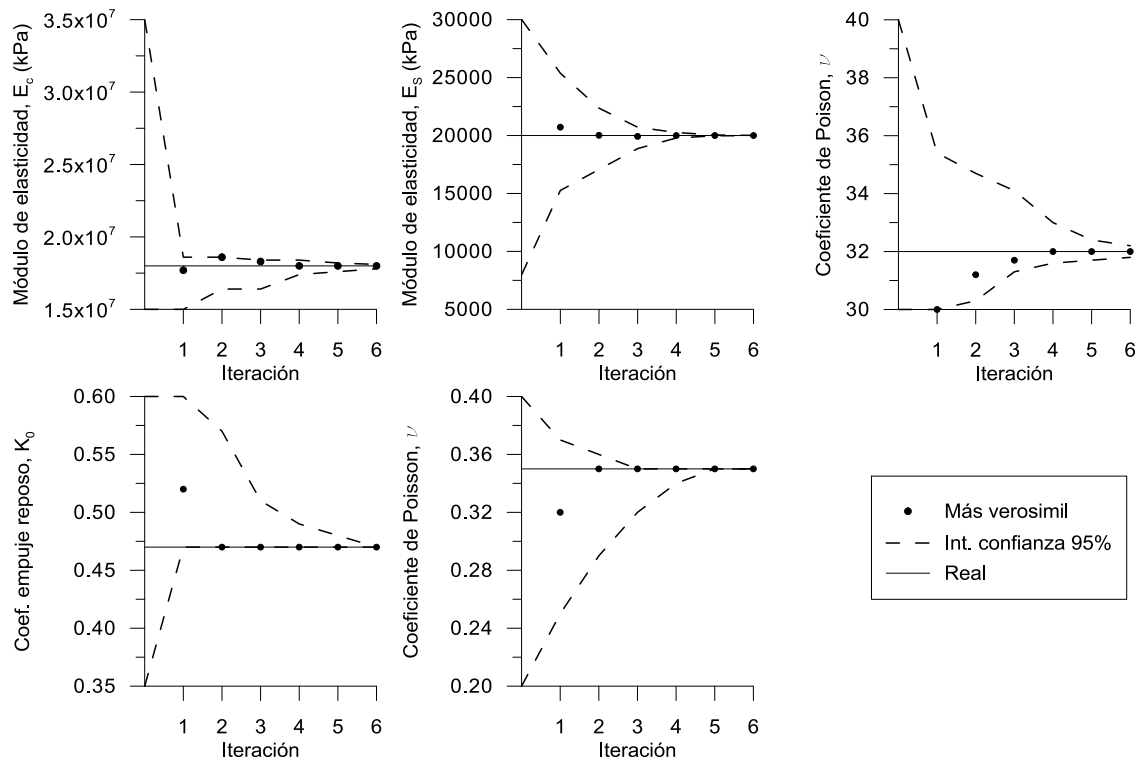 Módulo de elasticidad, E_c (kPa)
3.5x10^7
3.0x10^7
2.5x10^7
2.0x10^7
1.5x10^7
1 2 3 4 5 6
Iteración
Módulo de elasticidad, E_S (kPa)
30000
25000
20000
15000
10000
5000
1 2 3 4 5 6
Iteración
Coeficiente de Poison, ν
40
38
36
34
32
30
1 2 3 4 5 6
Iteración
Coef. empuje reposo, K_0
0.60
0.55
0.50
0.45
0.40
0.35
1 2 3 4 5 6
Iteración
Coeficiente de Poisson, ν
0.40
0.36
0.32
0.28
0.24
0.20
1 2 3 4 5 6
Iteración
Más verosimil
Int. confianza 95%
Real